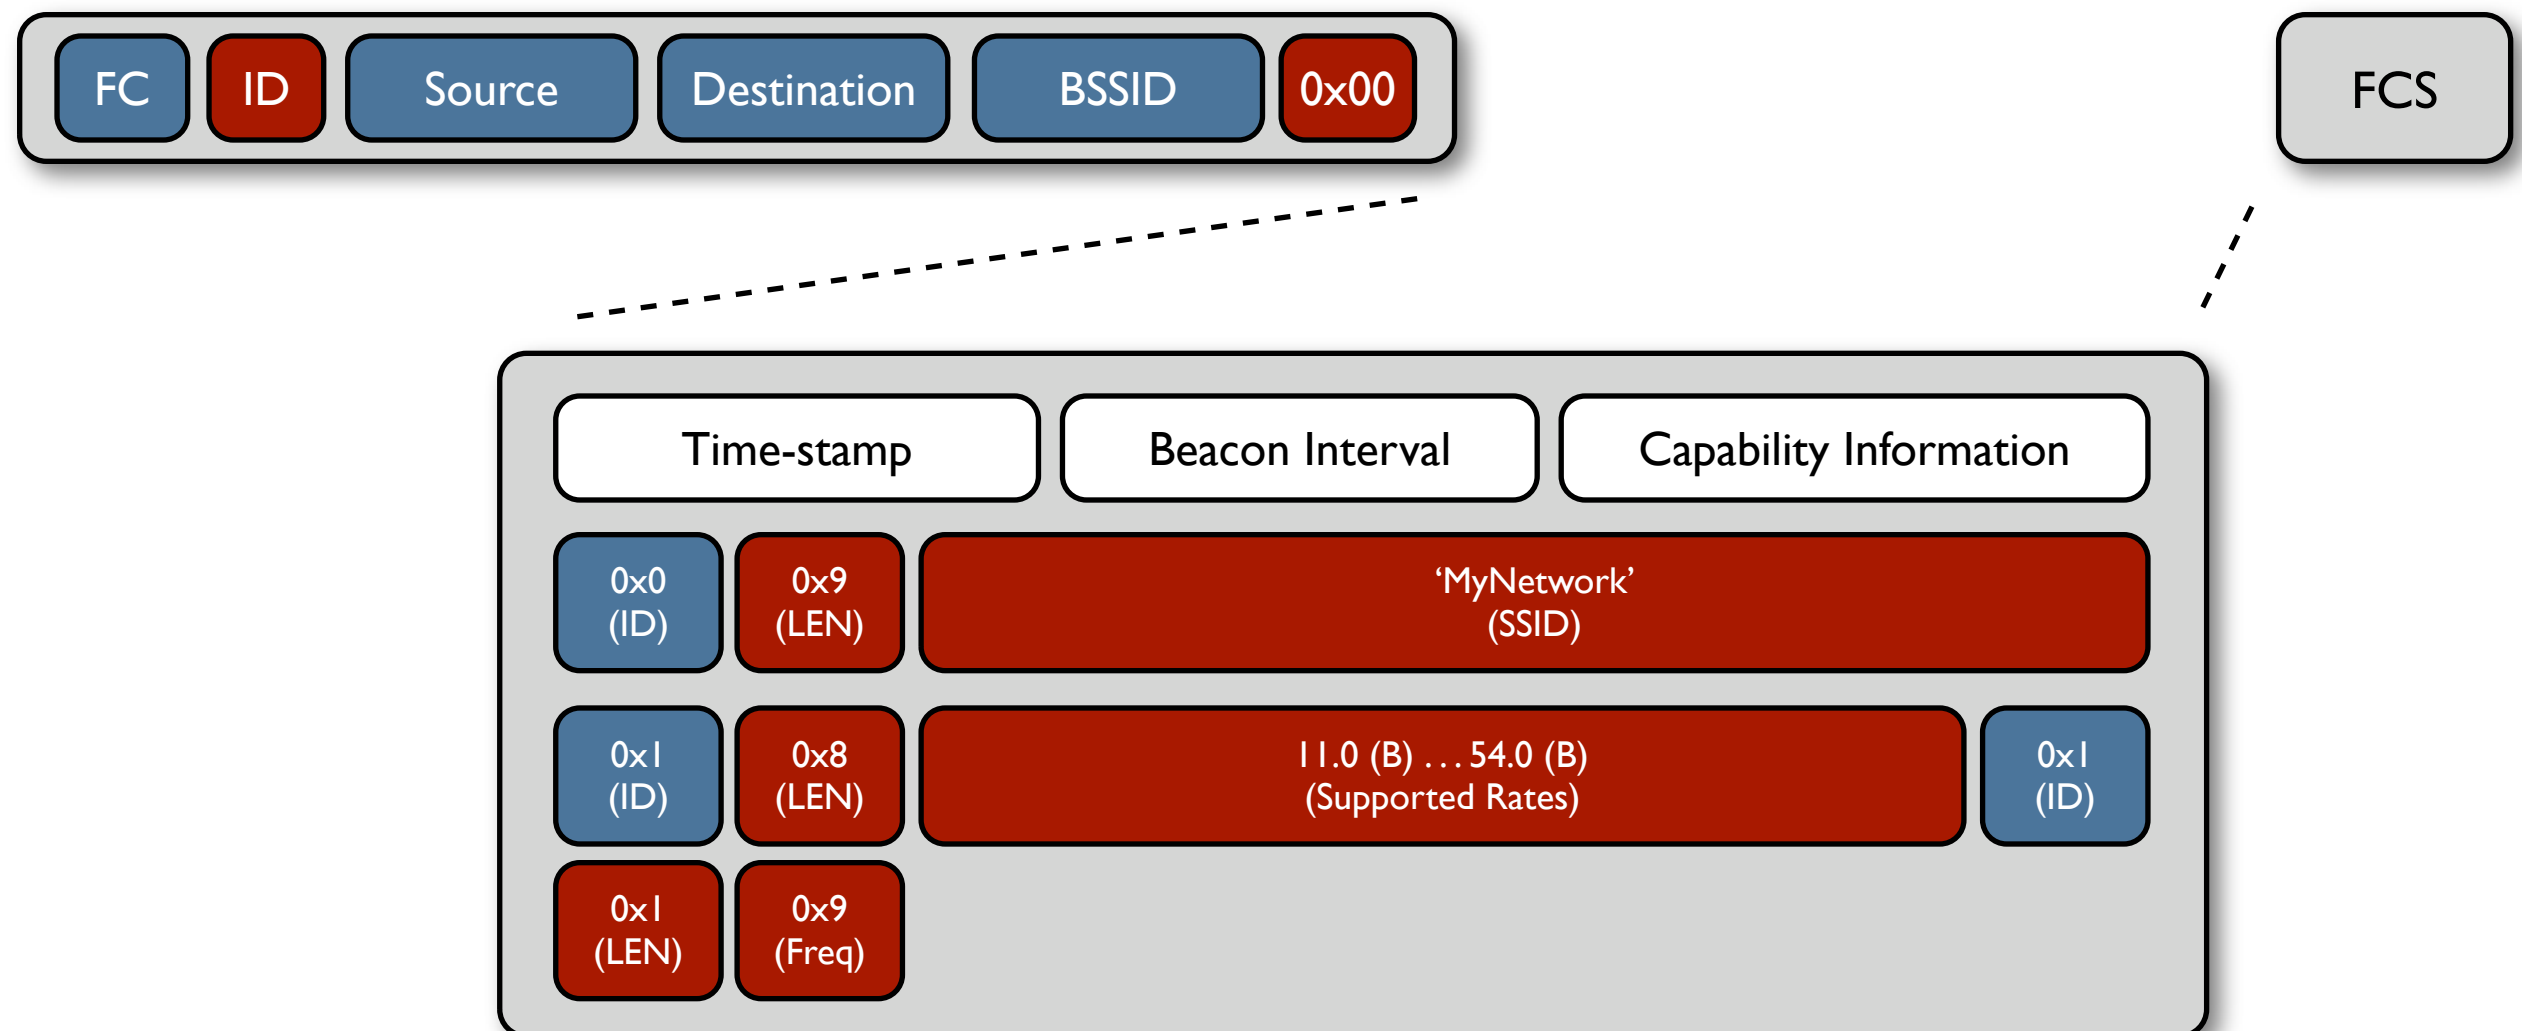 FC ID Source Destination BSSID 0x00 FCS
Time-stamp Beacon Interval Capability Information
0x0 0x9 ‘MyNetwork’
(ID) (LEN) (SSID)
0x1 0x8 11.0 (B) … 54.0 (B) 0x1
(ID) (LEN) (Supported Rates) (ID)
0x1 0x9
(LEN) (Freq)